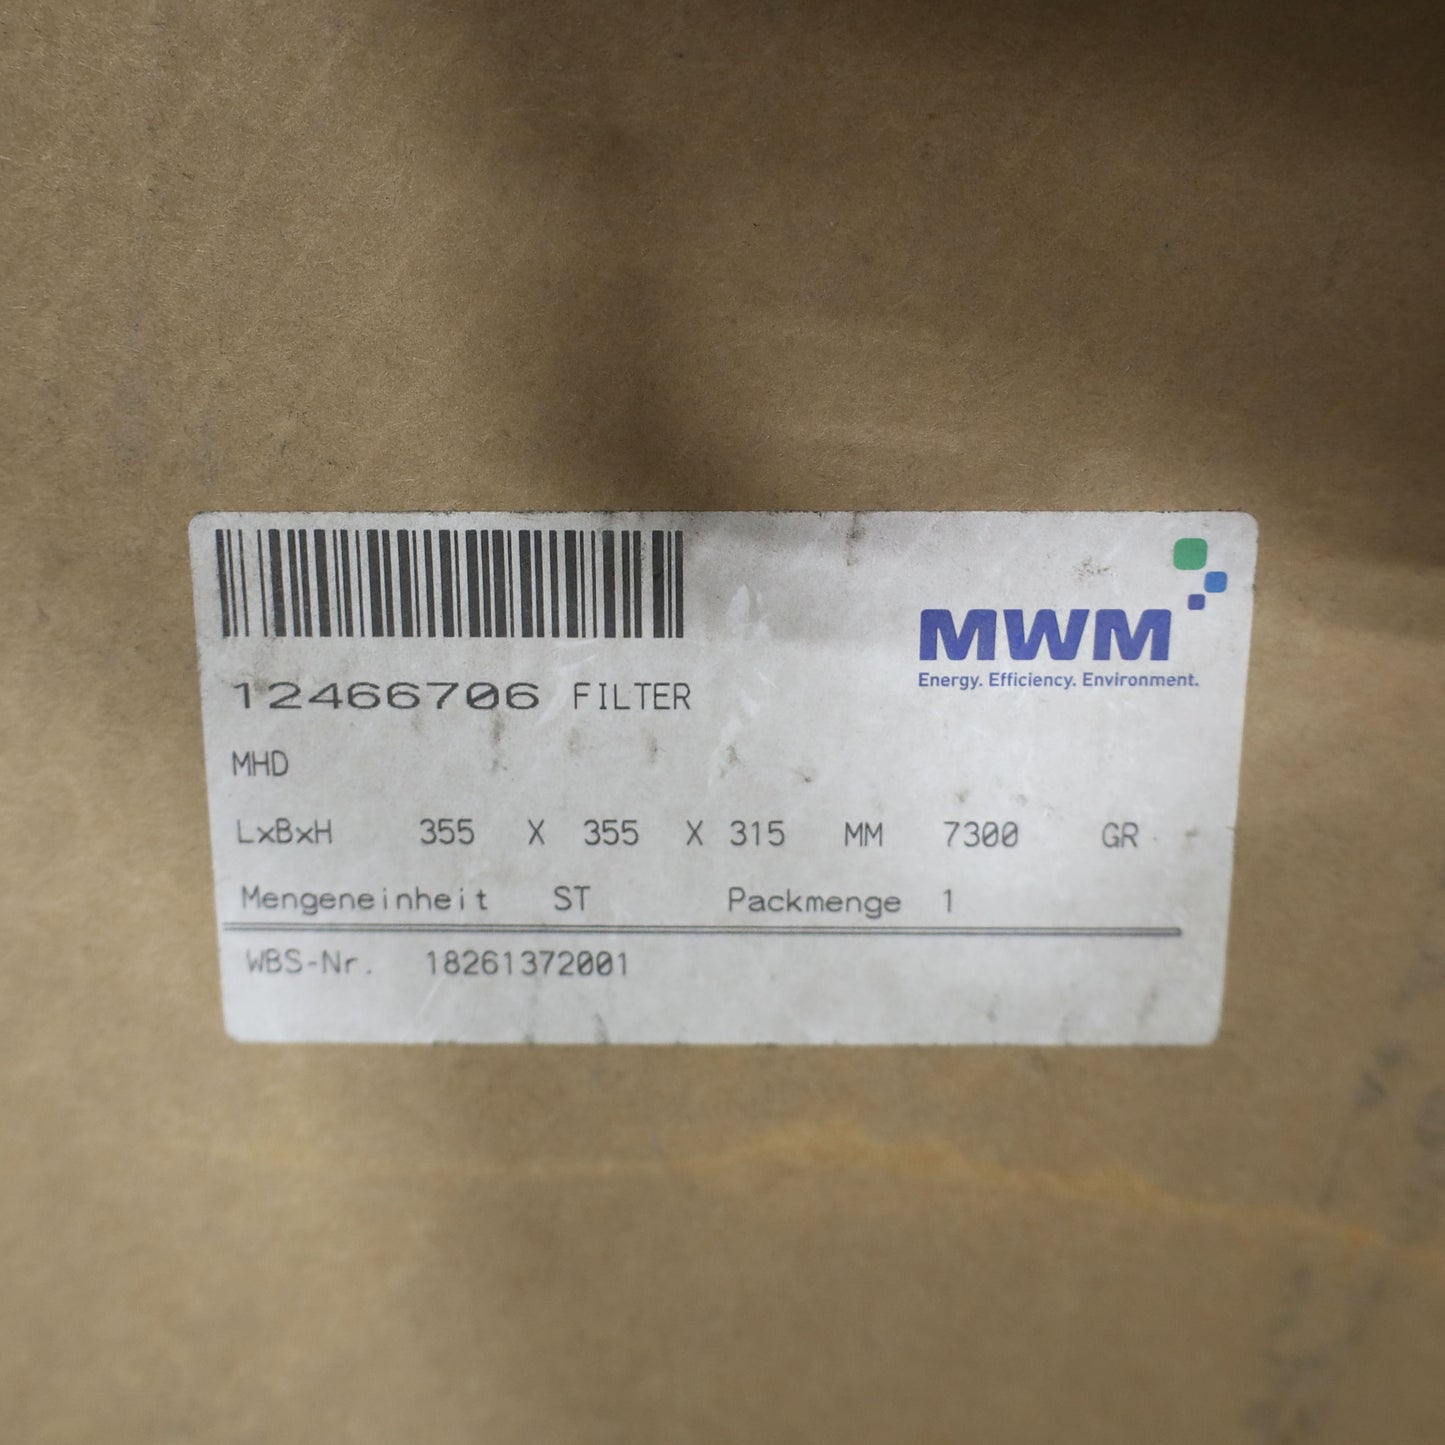 MWM
Energy. Efficiency. Environment.
12466706 FILTER
MHD
LxBxH 355 X 355 X 315 MM 7300 GR
Mengeneinheit ST Packmenge 1
WBS-Nr. 18261372001